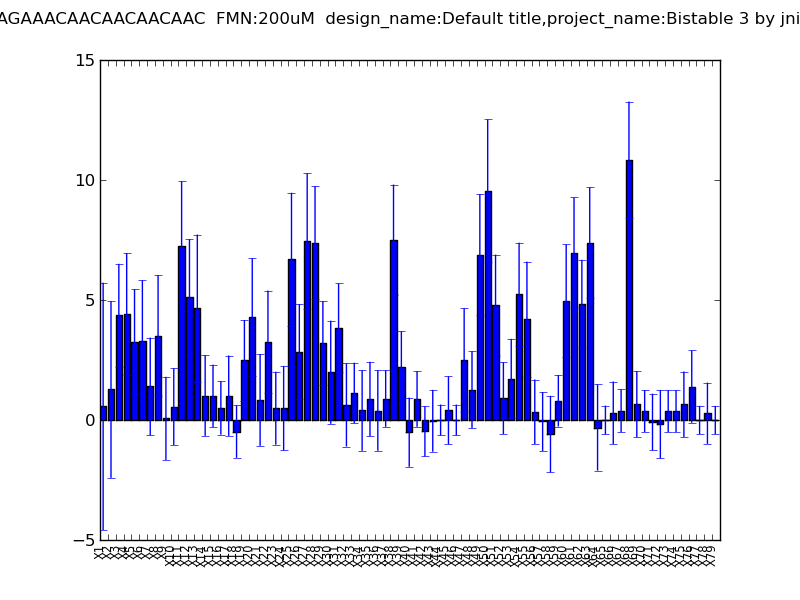 AGAAACAACAACAACAAC  FMN:200uM  design_name:Default title,project_name:Bistable 3 by jni
15
10
5
0
−5
X1 X2 X3 X4 X5 X6 X7 X8 X9 X10 X11 X12 X13 X14 X15 X16 X17 X18 X19 X20 X21 X22 X23 X24 X25 X26 X27 X28 X29 X30 X31 X32 X33 X34 X35 X36 X37 X38 X39 X40 X41 X42 X43 X44 X45 X46 X47 X48 X49 X50 X51 X52 X53 X54 X55 X56 X57 X58 X59 X60 X61 X62 X63 X64 X65 X66 X67 X68 X69 X70 X71 X72 X73 X74 X75 X76 X77 X78 X79